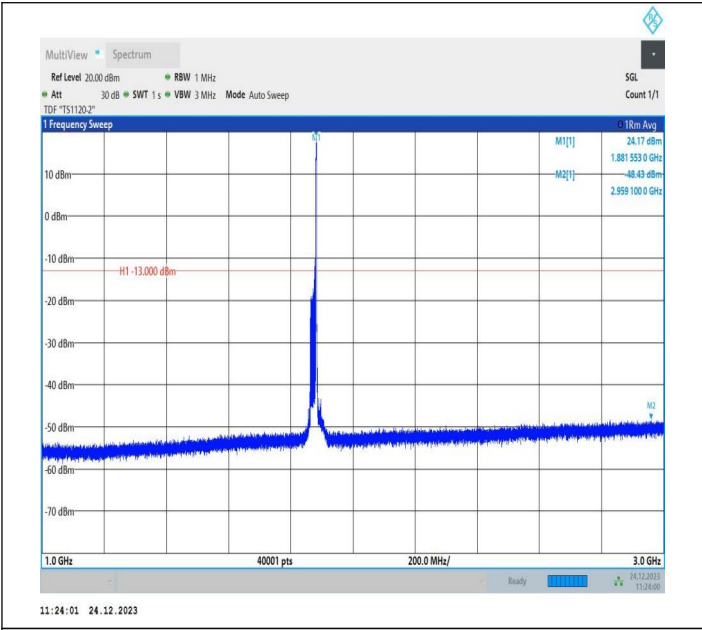 R&S
MultiView Spectrum
Ref Level 20.00 dBm RBW 1 MHz SGL
Att 30 dB SWT 1 s VBW 3 MHz Mode Auto Sweep Count 1/1
TDF "TS1120-2"
1 Frequency Sweep 1Rm Avg
M1
M1[1] 24.17 dBm
1.881 553 0 GHz
10 dBm
M2[1] -48.43 dBm
2.959 100 0 GHz
0 dBm
-10 dBm
H1 -13.000 dBm
-20 dBm
-30 dBm
-40 dBm
M2
-50 dBm
-60 dBm
-70 dBm
1.0 GHz 40001 pts 200.0 MHz/ 3.0 GHz
Ready 24.12.2023
11:24:00
11:24:01 24.12.2023